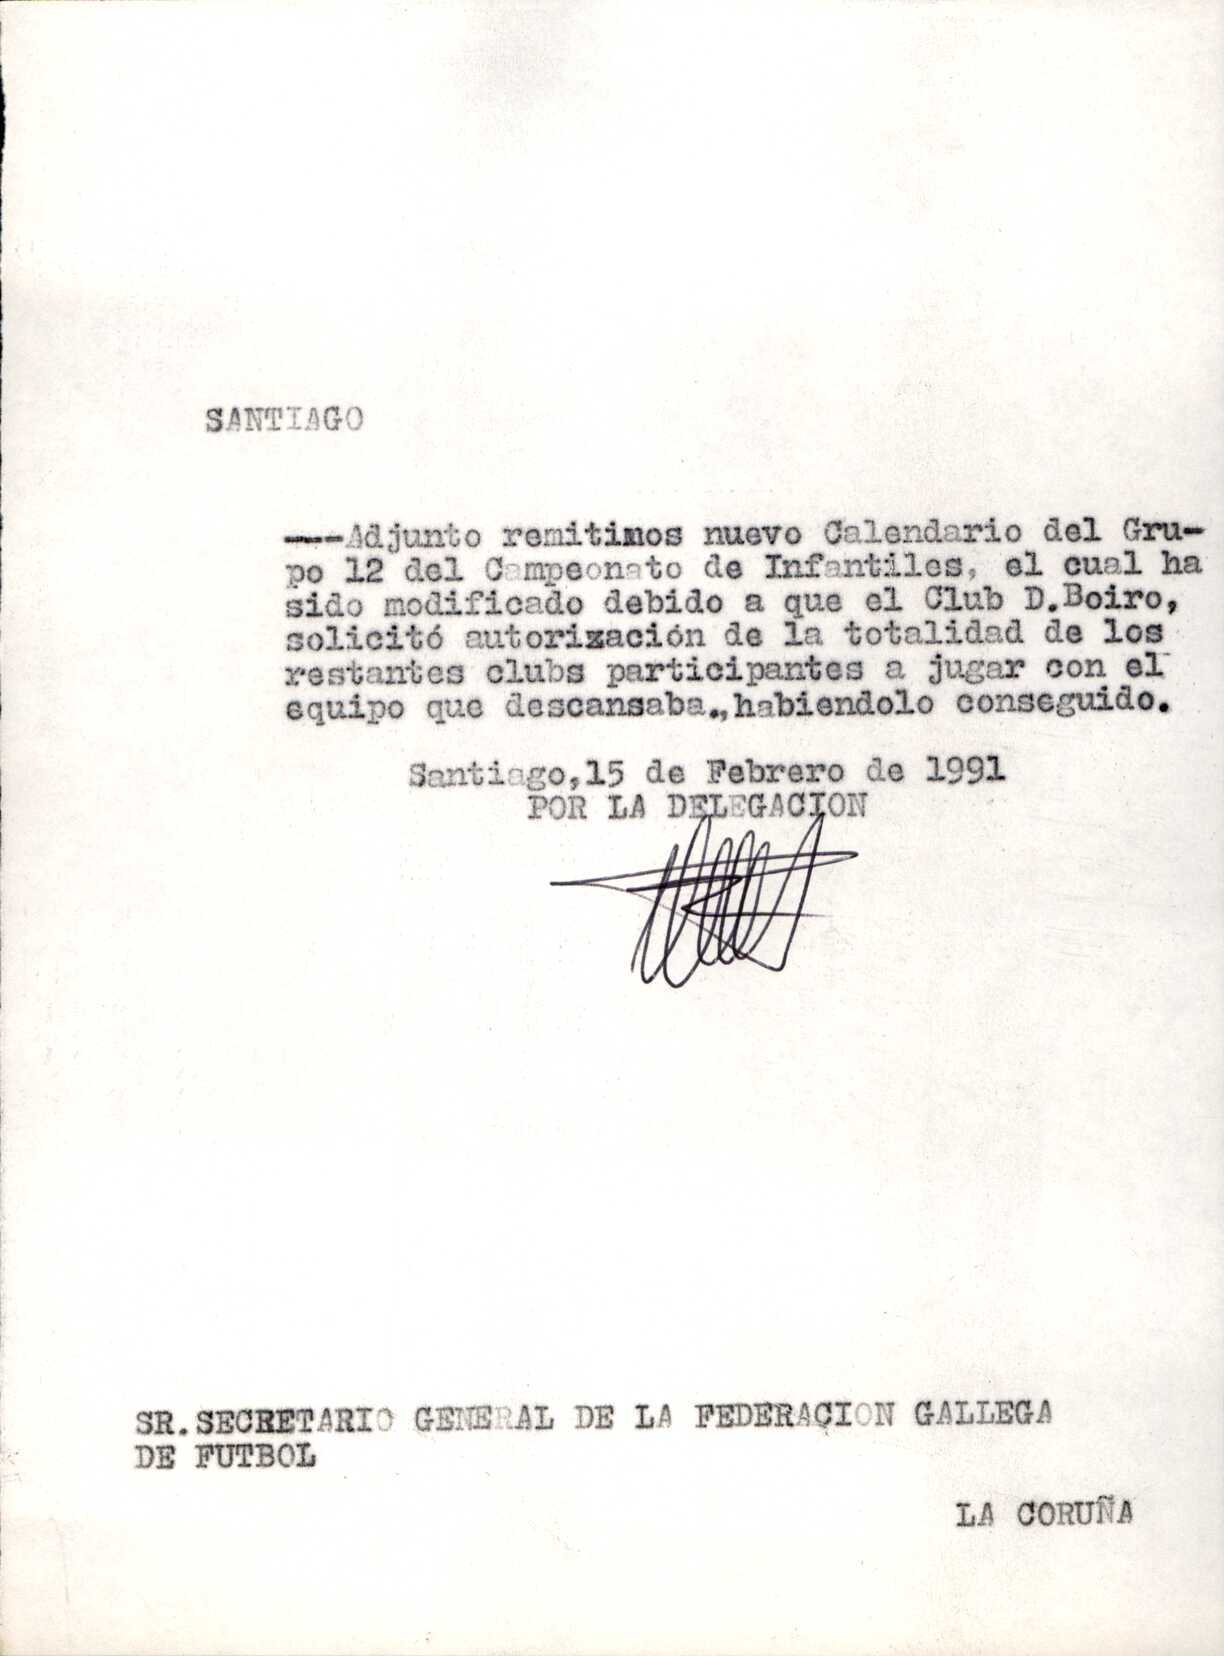 SANTIAGO
---Adjunto remitimos nuevo Calendario del Gru-
po 12 del Campeonato de Infantiles, el cual ha
sido modificado debido a que el Club D.Boiro,
solicitó autorización de la totalidad de los
restantes clubs participantes a jugar con el
equipo que descansaba.,habiendolo conseguido.
Santiago,15 de Febrero de 1991
POR LA DELEGACION
SR.SECRETARIO GENERAL DE LA FEDERACION GALLEGA
DE FUTBOL
LA CORUÑA